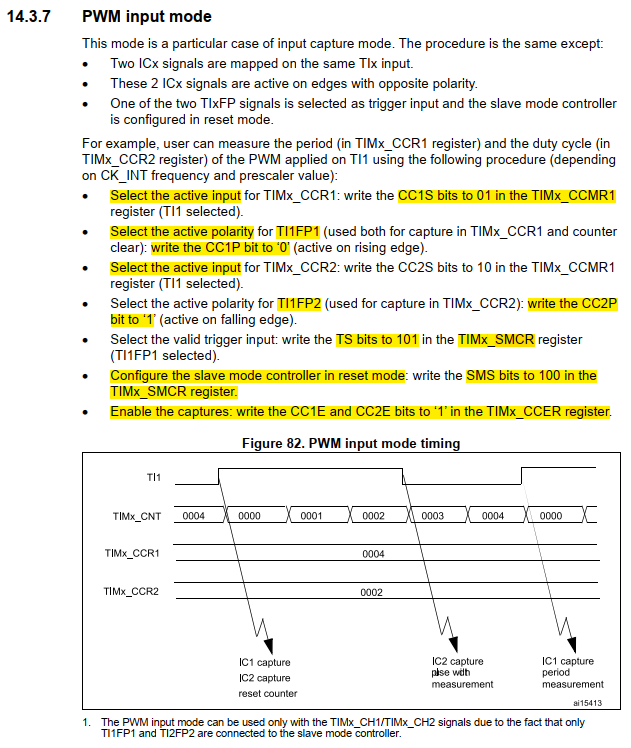 14.3.7 PWM input mode
This mode is a particular case of input capture mode. The procedure is the same except:
• Two ICx signals are mapped on the same TIx input.
• These 2 ICx signals are active on edges with opposite polarity.
• One of the two TIxFP signals is selected as trigger input and the slave mode controller
is configured in reset mode.
For example, user can measure the period (in TIMx_CCR1 register) and the duty cycle (in
TIMx_CCR2 register) of the PWM applied on TI1 using the following procedure (depending
on CK_INT frequency and prescaler value):
• Select the active input for TIMx_CCR1: write the CC1S bits to 01 in the TIMx_CCMR1
register (TI1 selected).
• Select the active polarity for TI1FP1 (used both for capture in TIMx_CCR1 and counter
clear): write the CC1P bit to ‘0’ (active on rising edge).
• Select the active input for TIMx_CCR2: write the CC2S bits to 10 in the TIMx_CCMR1
register (TI1 selected).
• Select the active polarity for TI1FP2 (used for capture in TIMx_CCR2): write the CC2P
bit to ‘1’ (active on falling edge).
• Select the valid trigger input: write the TS bits to 101 in the TIMx_SMCR register
(TI1FP1 selected).
• Configure the slave mode controller in reset mode: write the SMS bits to 100 in the
TIMx_SMCR register.
• Enable the captures: write the CC1E and CC2E bits to ‘1’ in the TIMx_CCER register.
Figure 82. PWM input mode timing
TI1
TIMx_CNT 0004 0000 0001 0002 0003 0004 0000
TIMx_CCR1 0004
TIMx_CCR2 0002
IC1 capture
IC2 capture
reset counter
IC2 capture
pulse width
measurement
IC1 capture
period
measurement
ai15413
1. The PWM input mode can be used only with the TIMx_CH1/TIMx_CH2 signals due to the fact that only
TI1FP1 and TI2FP2 are connected to the slave mode controller.